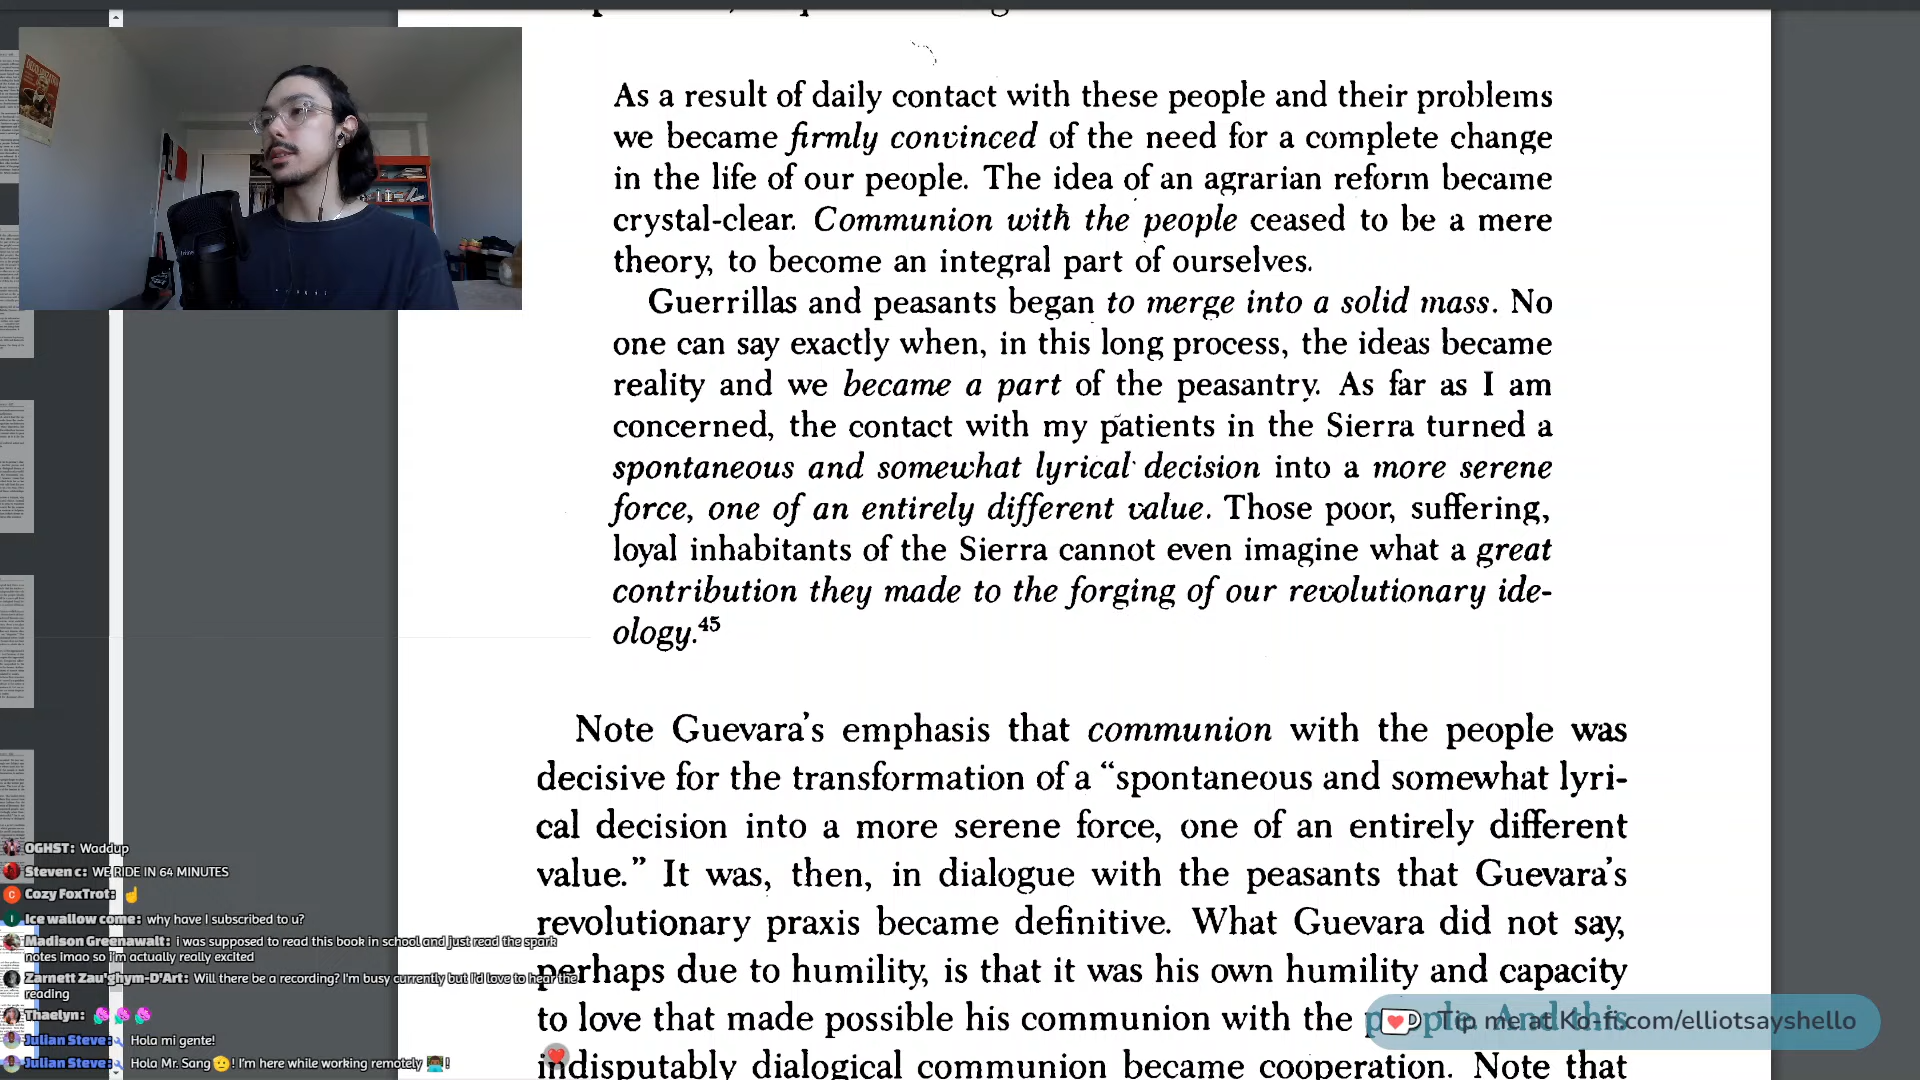 As a result of daily contact with these people and their problems
we became firmly convinced of the need for a complete change
in the life of our people. The idea of an agrarian reform became
crystal-clear. Communion with the people ceased to be a mere
theory, to become an integral part of ourselves.
Guerrillas and peasants began to merge into a solid mass. No
one can say exactly when, in this long process, the ideas became
reality and we became a part of the peasantry. As far as I am
concerned, the contact with my patients in the Sierra turned a
spontaneous and somewhat lyrical decision into a more serene
force, one of an entirely different value. Those poor, suffering,
loyal inhabitants of the Sierra cannot even imagine what a great
contribution they made to the forging of our revolutionary ide-
ology.45
Note Guevara's emphasis that communion with the people was
decisive for the transformation of a “spontaneous and somewhat lyri-
cal decision into a more serene force, one of an entirely different
value.” It was, then, in dialogue with the peasants that Guevara's
revolutionary praxis became definitive. What Guevara did not say,
perhaps due to humility, is that it was his own humility and capacity
to love that made possible his communion with the people. And this
indisputably dialogical communion became cooperation. Note that
OGHST: Waddup
Steven c: WE RIDE IN 64 MINUTES
Cozy FoxTrot: ☝
Ice wallow come: why have I subscribed to u?
Madison Greenawalt: i was supposed to read this book in school and just read the spark
notes lmao so i'm actually really excited
Zarnett Zau'ghym-D'Art: Will there be a recording? I'm busy currently but I'd love to hear the
reading
Thaelyn:
Julian Steve: Hola mi gente!
Julian Steve: Hola Mr. Sang! I'm here while working remotely !
Tip me at Ko-fi.com/elliotsayshello